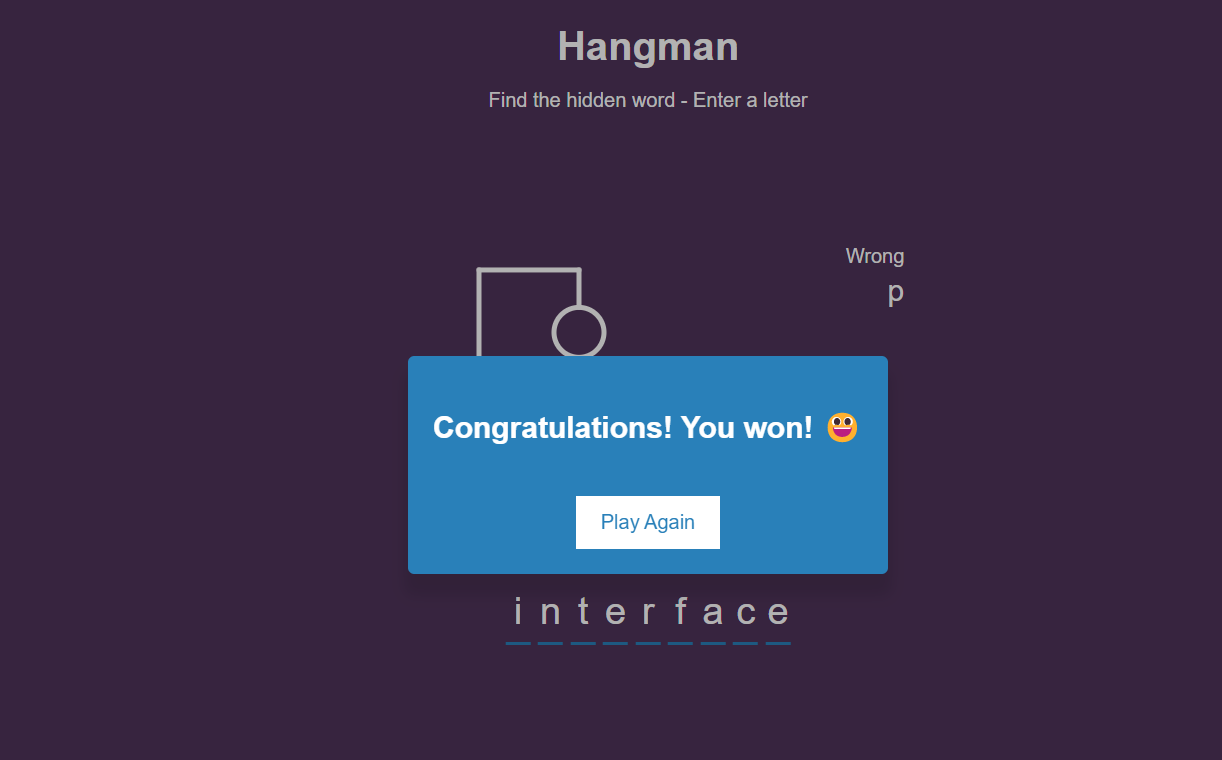 Hangman
Find the hidden word - Enter a letter
Wrong
p
Congratulations! You won! 😃
Play Again
i n t e r f a c e